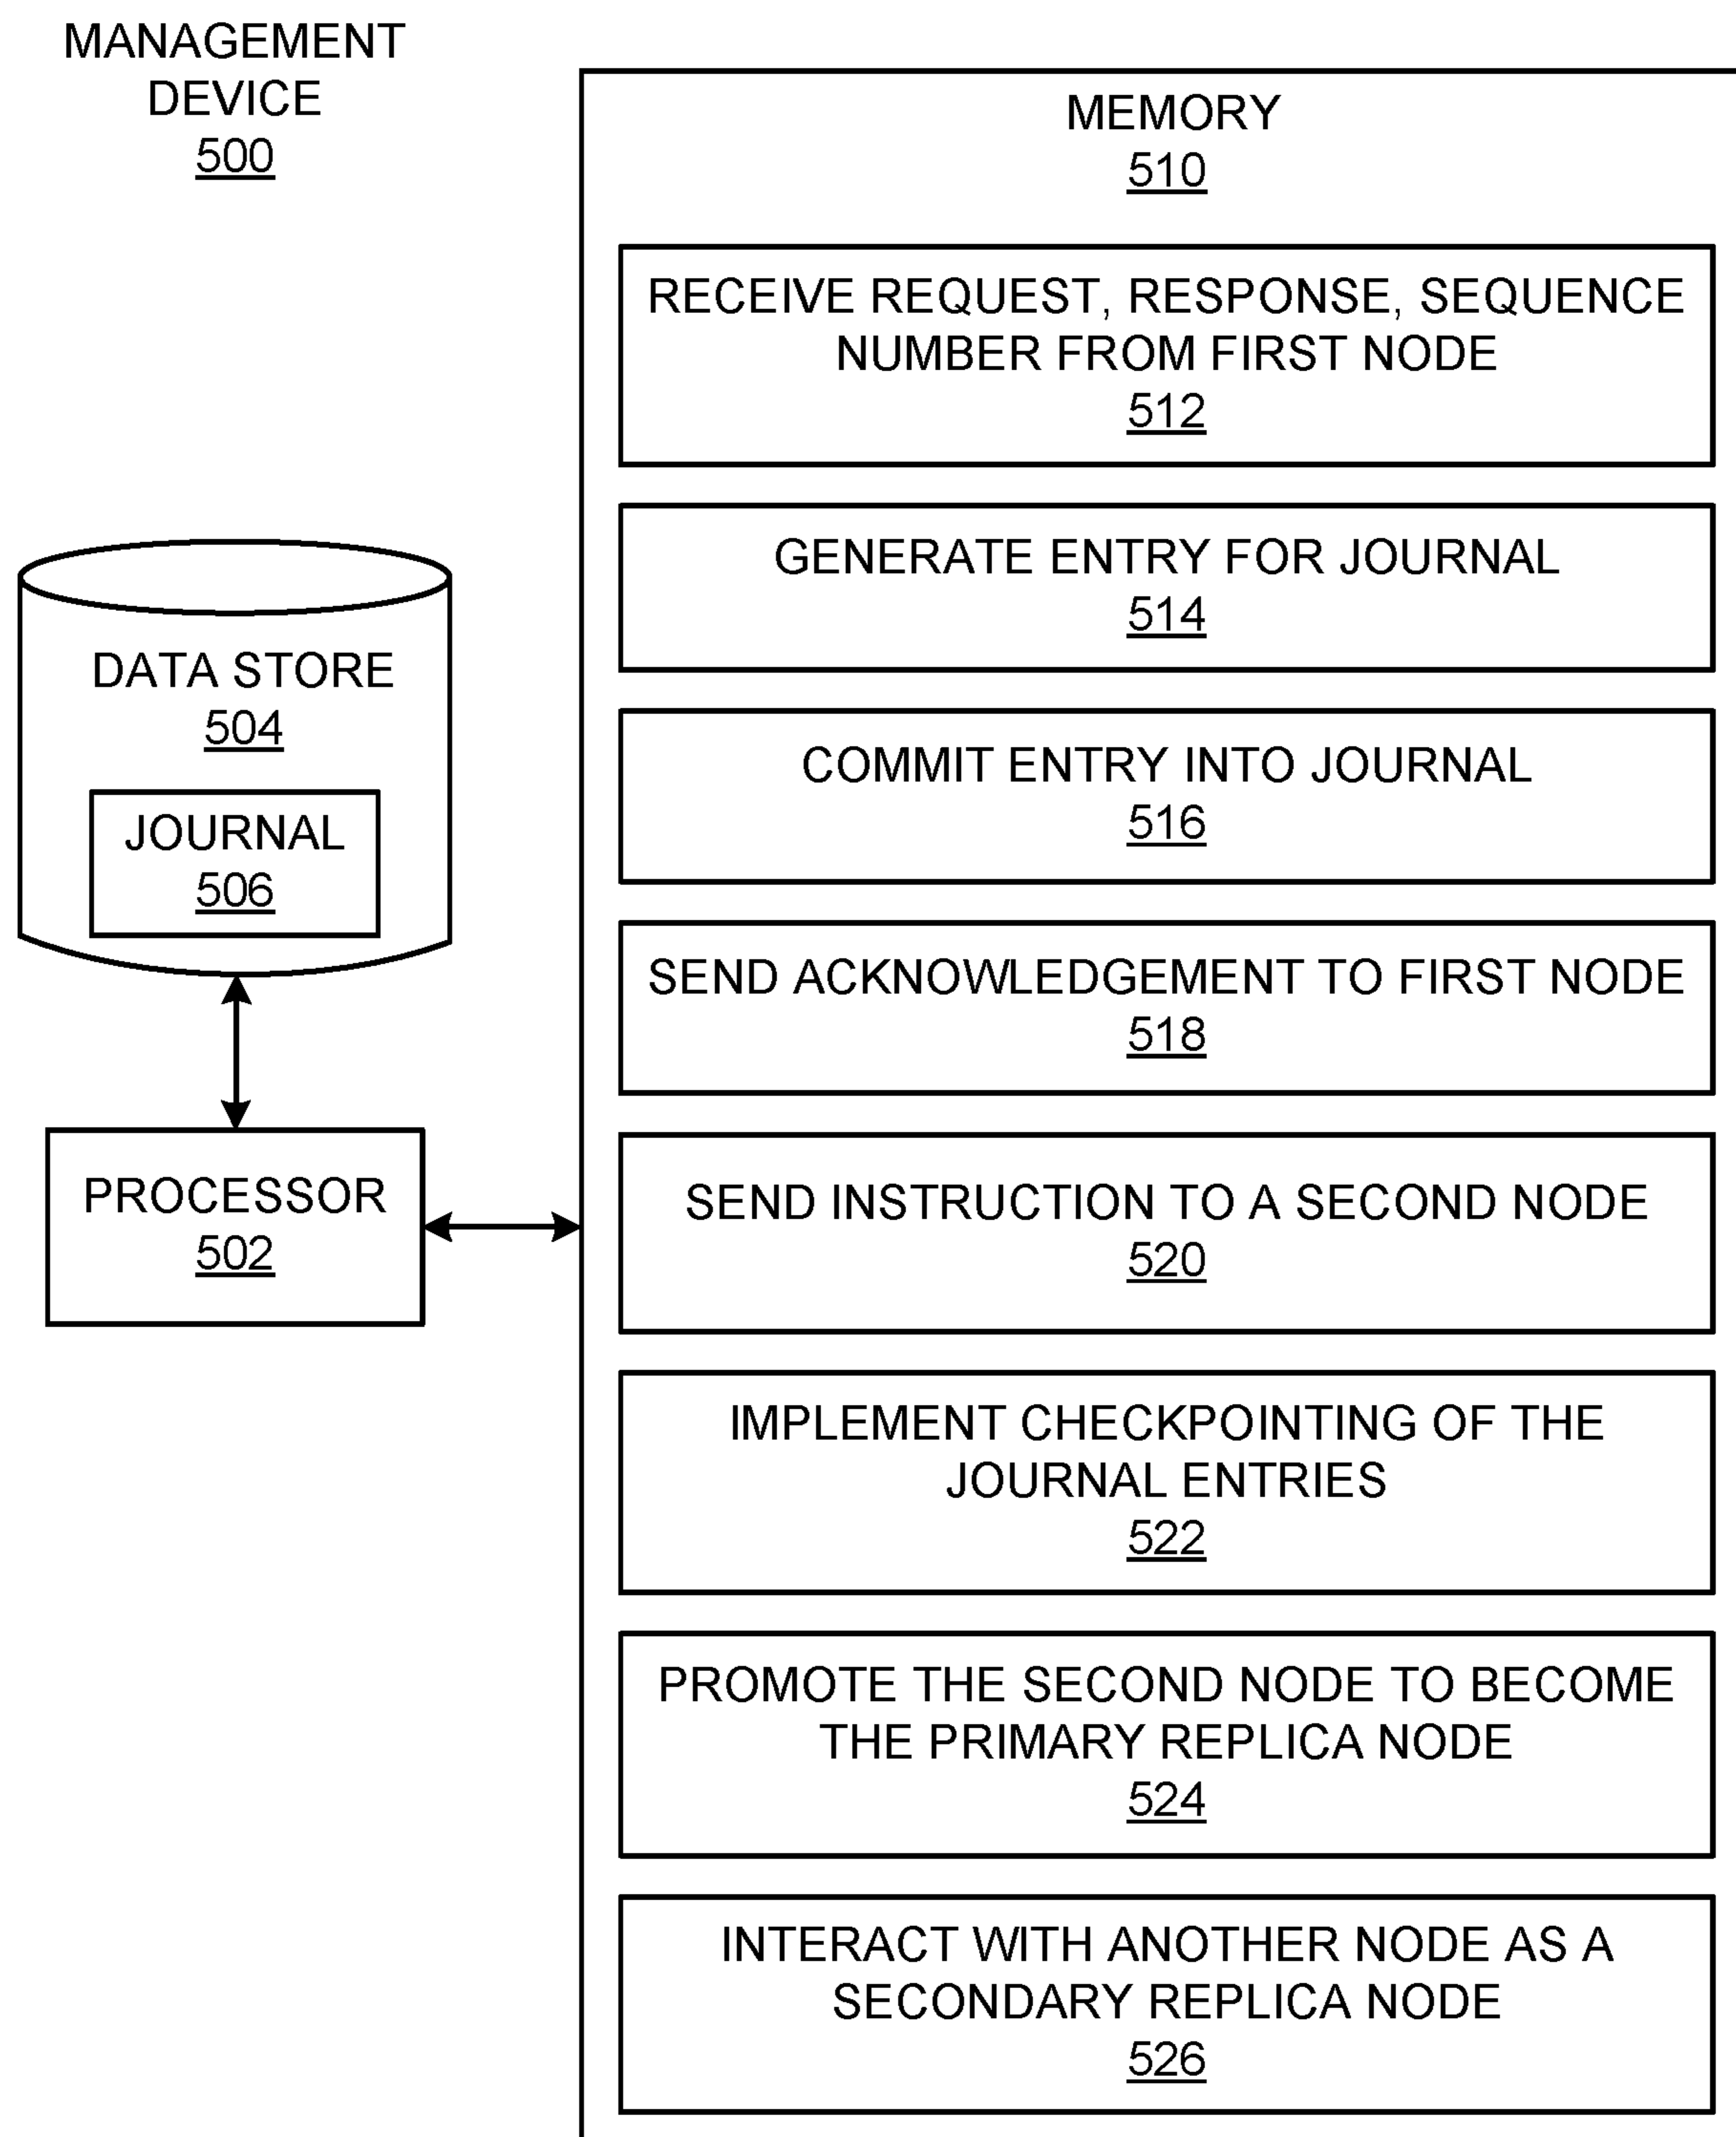 MANAGEMENT
DEVICE
500
MEMORY
510
RECEIVE REQUEST, RESPONSE, SEQUENCE
NUMBER FROM FIRST NODE
512
GENERATE ENTRY FOR JOURNAL
514
COMMIT ENTRY INTO JOURNAL
516
SEND ACKNOWLEDGEMENT TO FIRST NODE
518
SEND INSTRUCTION TO A SECOND NODE
520
IMPLEMENT CHECKPOINTING OF THE
JOURNAL ENTRIES
522
PROMOTE THE SECOND NODE TO BECOME
THE PRIMARY REPLICA NODE
524
INTERACT WITH ANOTHER NODE AS A
SECONDARY REPLICA NODE
526
DATA STORE
504
JOURNAL
506
PROCESSOR
502